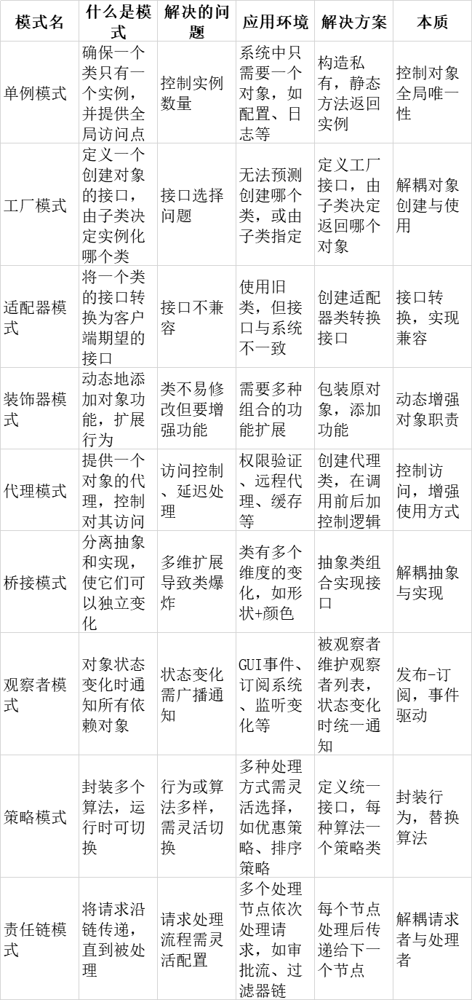 模式名
什么是模
式
解决的问
题
应用环境
解决方案
本质
单例模式
确保一个
类只有一
个实例，
并提供全
局访问点
控制实例
数量
系统中只
需要一个
对象，如
配置、日
志等
构造私
有，静态
方法返回
实例
控制对象
全局唯一
性
工厂模式
定义一个
创建对象
的接口，
由子类决
定实例化
哪个类
接口选择
问题
无法预测
创建哪个
类，或由
子类指定
定义工厂
接口，由
子类决定
返回哪个
对象
解耦对象
创建与使
用
适配器模
式
将一个类
的接口转
换为客户
端期望的
接口
接口不兼
容
使用旧
类，但接
口与系统
不一致
创建适配
器类转换
接口
接口转
换，实现
兼容
装饰器模
式
动态地添
加对象功
能，扩展
行为
类不易修
改但要增
强功能
需要多种
组合的功
能扩展
包装原对
象，添加
功能
动态增强
对象职责
代理模式
提供一个
对象的代
理，控制
对其访问
访问控制
、延迟处
理
权限验证
、远程代
理、缓存
等
创建代理
类，在调
用前后加
控制逻辑
控制访
问，增强
使用方式
桥接模式
分离抽象
和实现，
使它们可
以独立变
化
多维扩展
导致类爆
炸
类有多个
维度的变
化，如形
状+颜色
抽象类组
合实现接
口
解耦抽象
与实现
观察者模
式
对象状态
变化时通
知所有依
赖对象
状态变化
需广播通
知
GUI事件、
订阅系统
、监听变
化等
被观察者
维护观察
者列表，
状态变化
时统一通
知
发布-订
阅，事件
驱动
策略模式
封装多个
算法，运
行时可切
换
行为或算
法多样，
需灵活切
换
多种处理
方式需灵
活选择，
如优惠策
略、排序
策略
定义统一
接口，每
种算法一
个策略类
封装行
为，替换
算法
责任链模
式
将请求沿
链传递，
直到被处
理
请求处理
流程需灵
活配置
多个处理
节点依次
处理请
求，如审
批流、过
滤器链
每个节点
处理后传
递给下一
个节点
解耦请求
者与处理
者